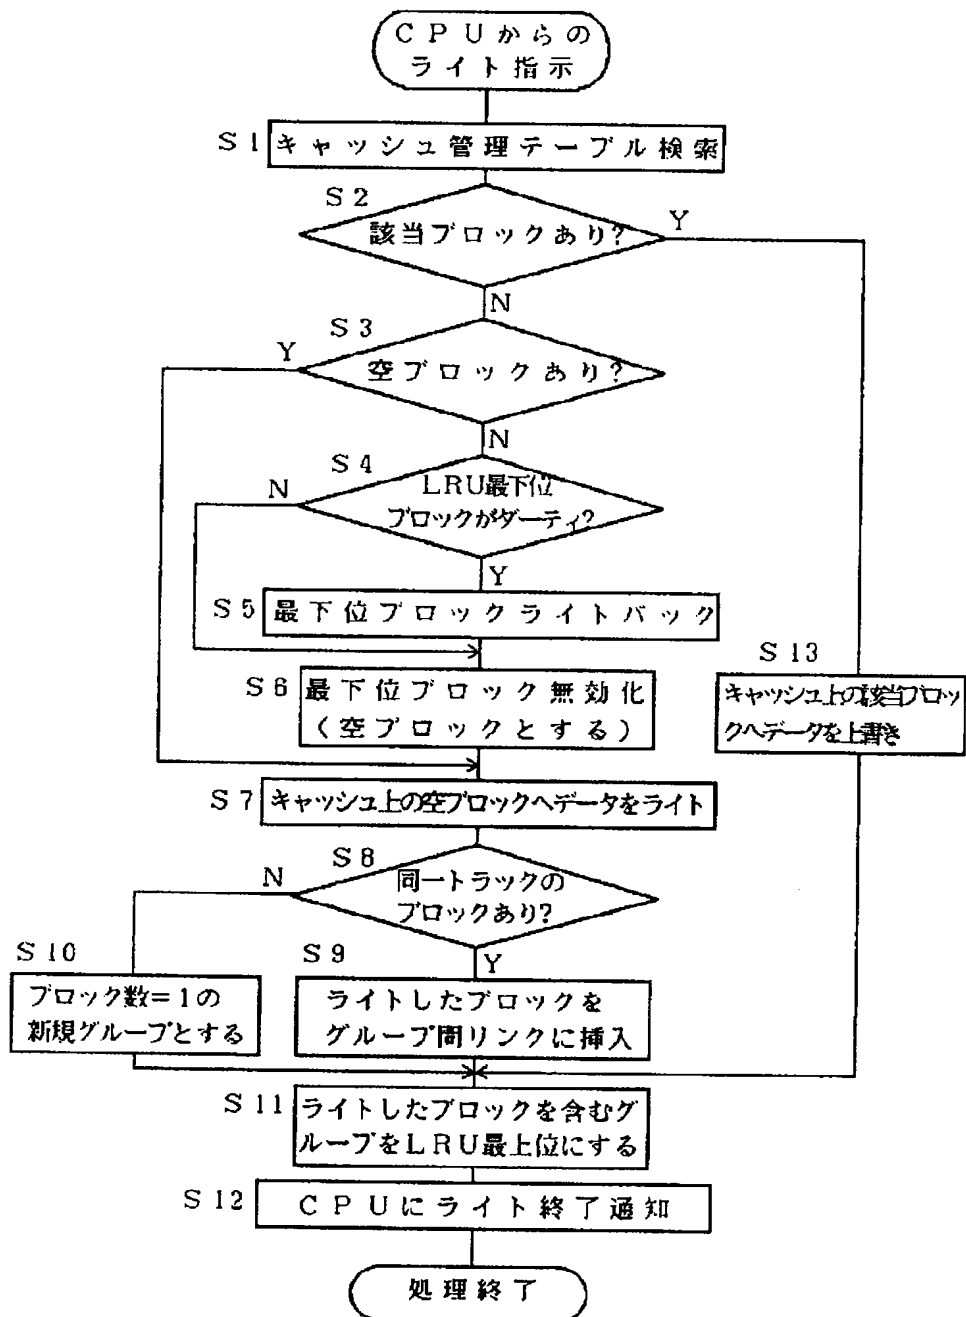 CPUからの
ライト指示
S1 キャッシュ管理テーブル検索
S2
該当ブロックあり?
Y
N
S3
空ブロックあり?
Y
N
S4
LRU最下位
ブロックがダーティ?
N
Y
S5 最下位ブロックライトバック
S6 最下位ブロック無効化
(空ブロックとする)
S13
キャッシュ上の該当ブロッ
クへデータを上書き
S7 キャッシュ上の空ブロックへデータをライト
S8
同一トラックの
ブロックあり?
N
Y
S10
ブロック数=1の
新規グループとする
S9
ライトしたブロックを
グループ間リンクに挿入
S11 ライトしたブロックを含むグ
ループをLRU最上位にする
S12 CPUにライト終了通知
処理終了